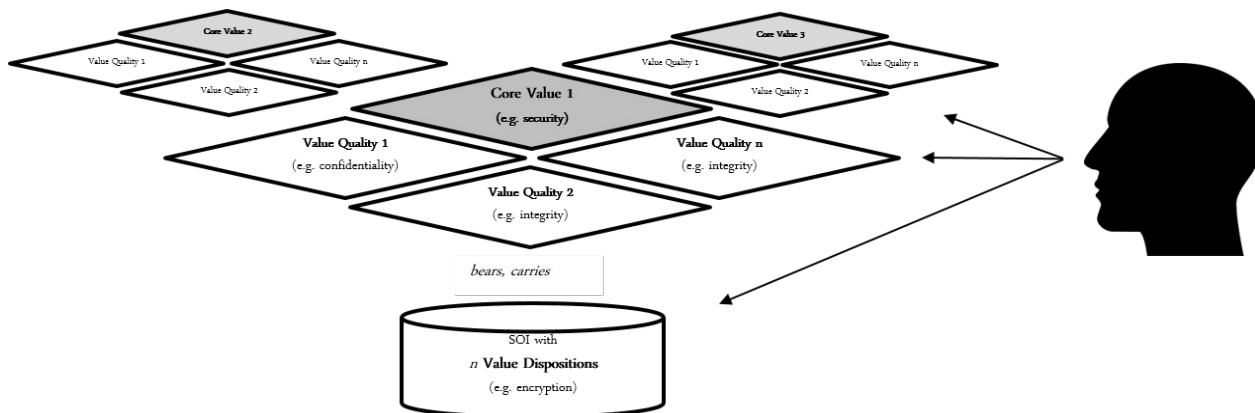 Core Value 2
Value Quality 1
Value Quality n
Value Quality 2
Core Value 3
Value Quality 1
Value Quality n
Value Quality 2
Core Value 1
(e.g. security)
Value Quality 1
(e.g. confidentiality)
Value Quality n
(e.g. integrity)
Value Quality 2
(e.g. integrity)
bears, carries
SOI with
n Value Dispositions
(e.g. encryption)